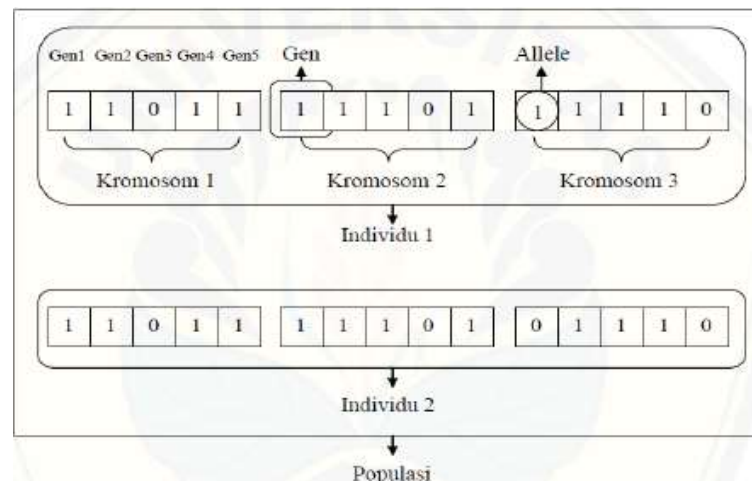 Gen1 Gen2 Gen3 Gen4 Gen5 Gen Allele
1 1 0 1 1 1 1 1 0 1 1 1 1 1 0
Kromosom 1 Kromosom 2 Kromosom 3
Individu 1
1 1 0 1 1 1 1 1 0 1 0 1 1 1 0
Individu 2
Populasi